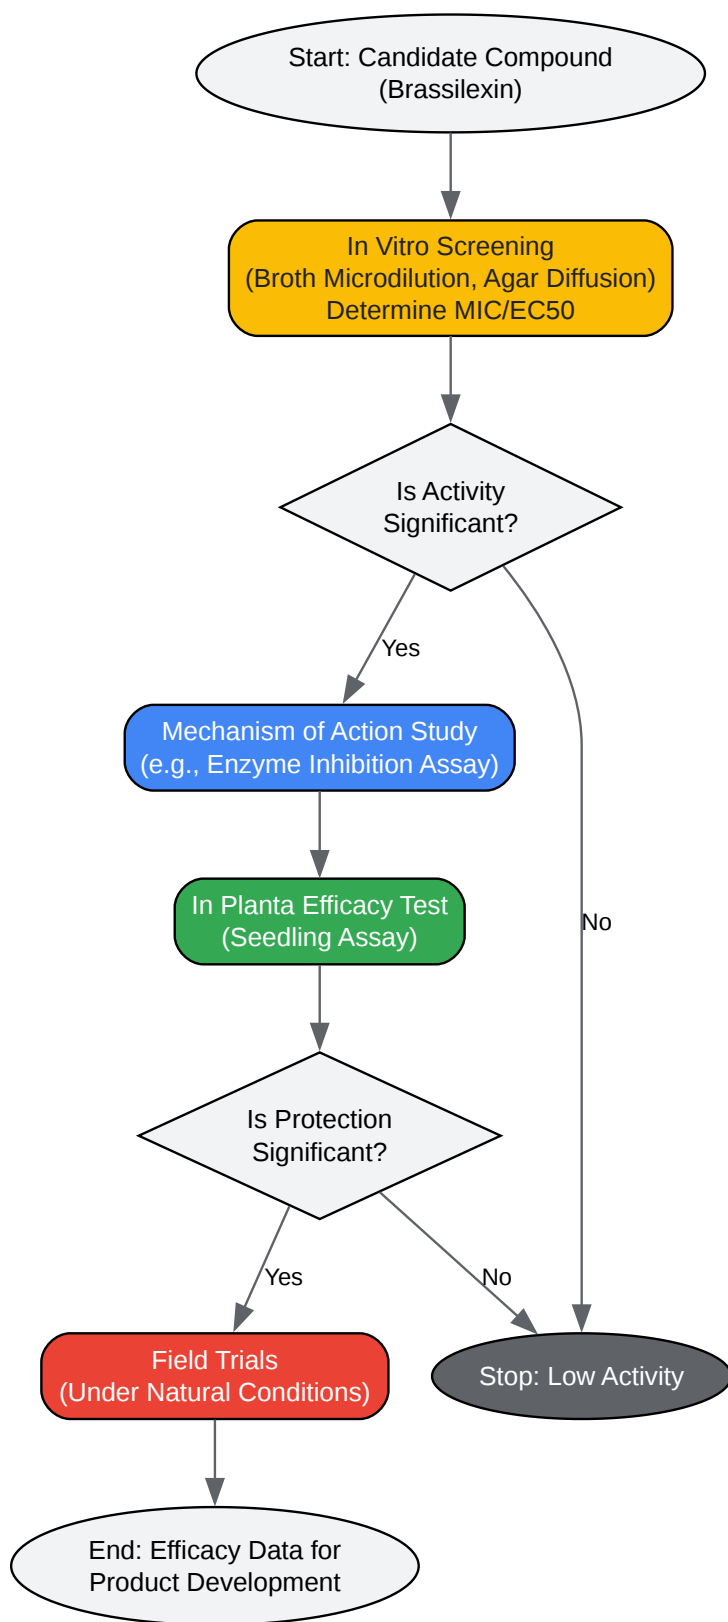 Start: Candidate Compound
(Brassilexin)
In Vitro Screening
(Broth Microdilution, Agar Diffusion)
Determine MIC/EC50
Is Activity
Significant?
Yes
Mechanism of Action Study
(e.g., Enzyme Inhibition Assay)
In Planta Efficacy Test
(Seedling Assay)
No
Is Protection
Significant?
Yes
No
Field Trials
(Under Natural Conditions)
Stop: Low Activity
End: Efficacy Data for
Product Development